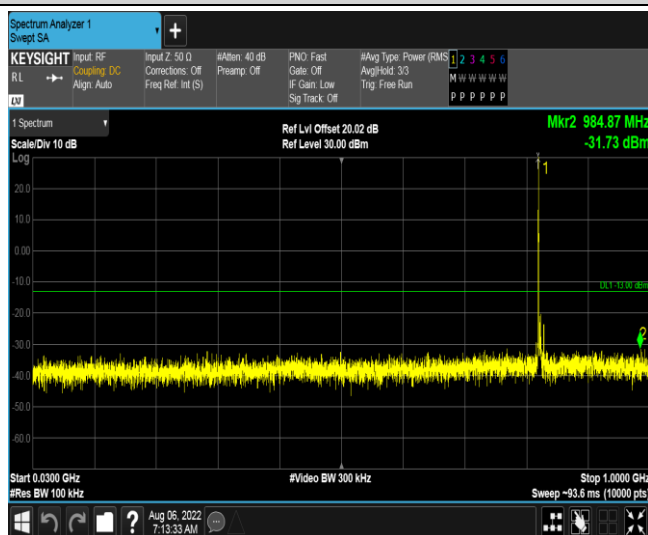 Spectrum Analyzer 1
Swept SA
+
KEYSIGHT
RL
LXI
Input: RF
Coupling: DC
Align: Auto
Input Z: 50 Ω
Corrections: Off
Freq Ref: Int (S)
#Atten: 40 dB
Preamp: Off
PNO: Fast
Gate: Off
IF Gain: Low
Sig Track: Off
#Avg Type: Power (RMS
Avg|Hold: 3/3
Trig: Free Run
1 2 3 4 5 6
M W W W W W
P P P P P P
1 Spectrum
Scale/Div 10 dB
Log
Ref Lvl Offset 20.02 dB
Ref Level 30.00 dBm
Mkr2 984.87 MHz
-31.73 dBm
1
20.0
10.0
0.00
-10.0
DL1 -13.00 dBm
-20.0
2
-30.0
-40.0
-50.0
-60.0
Start 0.0300 GHz
#Video BW 300 kHz
Stop 1.0000 GHz
#Res BW 100 kHz
Sweep ~93.6 ms (10000 pts)
?
Aug 06, 2022
7:13:33 AM